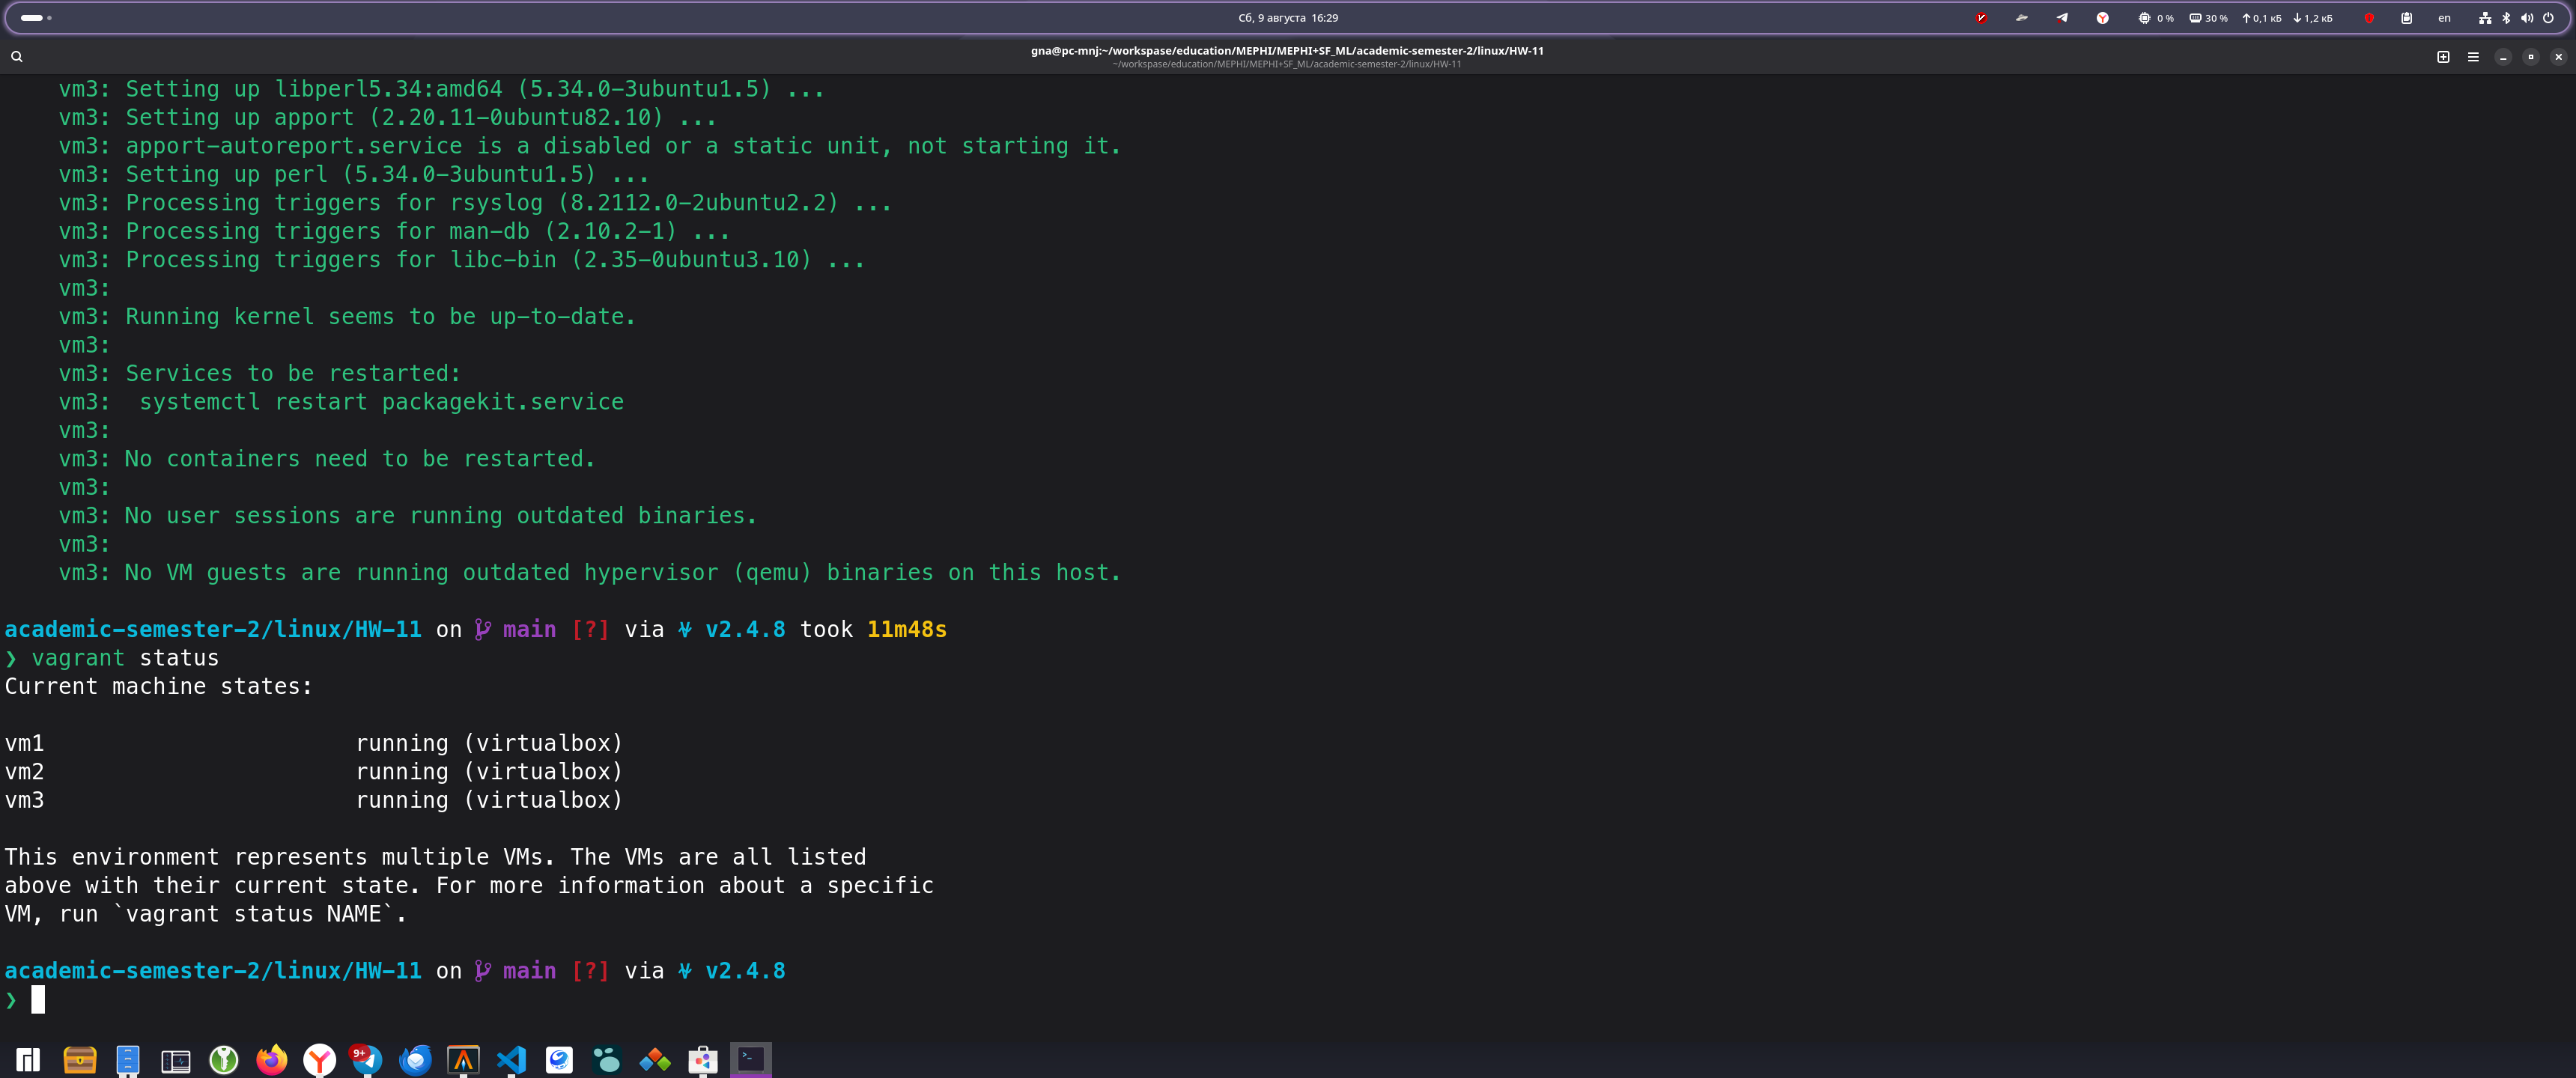 Сб, 9 августа 16:29
0 %
30 %
0,1 кБ
1,2 кБ
en
gna@pc-mnj:~/workspase/education/MEPHI/MEPHI+SF_ML/academic-semester-2/linux/HW-11
~/workspase/education/MEPHI/MEPHI+SF_ML/academic-semester-2/linux/HW-11
vm3: Setting up libperl5.34:amd64 (5.34.0-3ubuntu1.5) ...
vm3: Setting up apport (2.20.11-0ubuntu82.10) ...
vm3: apport-autoreport.service is a disabled or a static unit, not starting it.
vm3: Setting up perl (5.34.0-3ubuntu1.5) ...
vm3: Processing triggers for rsyslog (8.2112.0-2ubuntu2.2) ...
vm3: Processing triggers for man-db (2.10.2-1) ...
vm3: Processing triggers for libc-bin (2.35-0ubuntu3.10) ...
vm3:
vm3: Running kernel seems to be up-to-date.
vm3:
vm3: Services to be restarted:
vm3:  systemctl restart packagekit.service
vm3:
vm3: No containers need to be restarted.
vm3:
vm3: No user sessions are running outdated binaries.
vm3:
vm3: No VM guests are running outdated hypervisor (qemu) binaries on this host.
academic-semester-2/linux/HW-11 on main [?] via v2.4.8 took 11m48s
❯ vagrant status
Current machine states:
vm1 running (virtualbox)
vm2 running (virtualbox)
vm3 running (virtualbox)
This environment represents multiple VMs. The VMs are all listed
above with their current state. For more information about a specific
VM, run `vagrant status NAME`.
academic-semester-2/linux/HW-11 on main [?] via v2.4.8
❯
9+